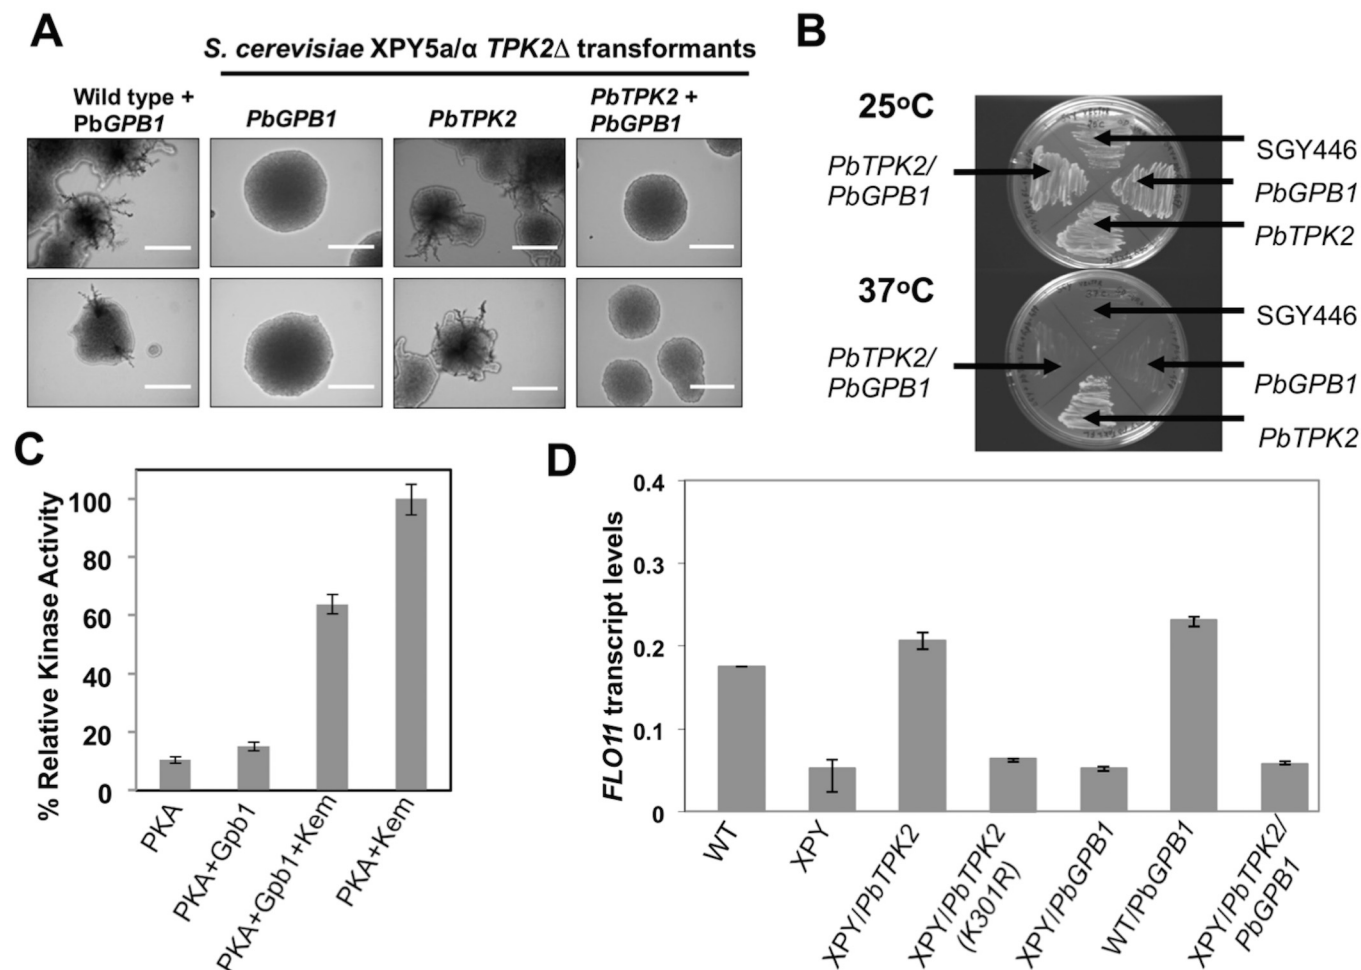 A
S. cerevisiae XPY5a/α TPK2Δ transformants
Wild type +
PbGPB1
PbGPB1
PbTPK2
PbTPK2 +
PbGPB1
B
25oC
PbTPK2/
PbGPB1
SGY446
PbGPB1
PbTPK2
37oC
PbTPK2/
PbGPB1
SGY446
PbGPB1
PbTPK2
C
% Relative Kinase Activity
100
80
60
40
20
0
PKA
PKA+Gpb1
PKA+Gpb1+Kem
PKA+Kem
D
FLO11 transcript levels
0.4
0.3
0.2
0.1
0
WT
XPY
XPY/PbTPK2
XPY/PbTPK2
(K301R)
XPY/PbGPB1
WT/PbGPB1
XPY/PbTPK2/
PbGPB1